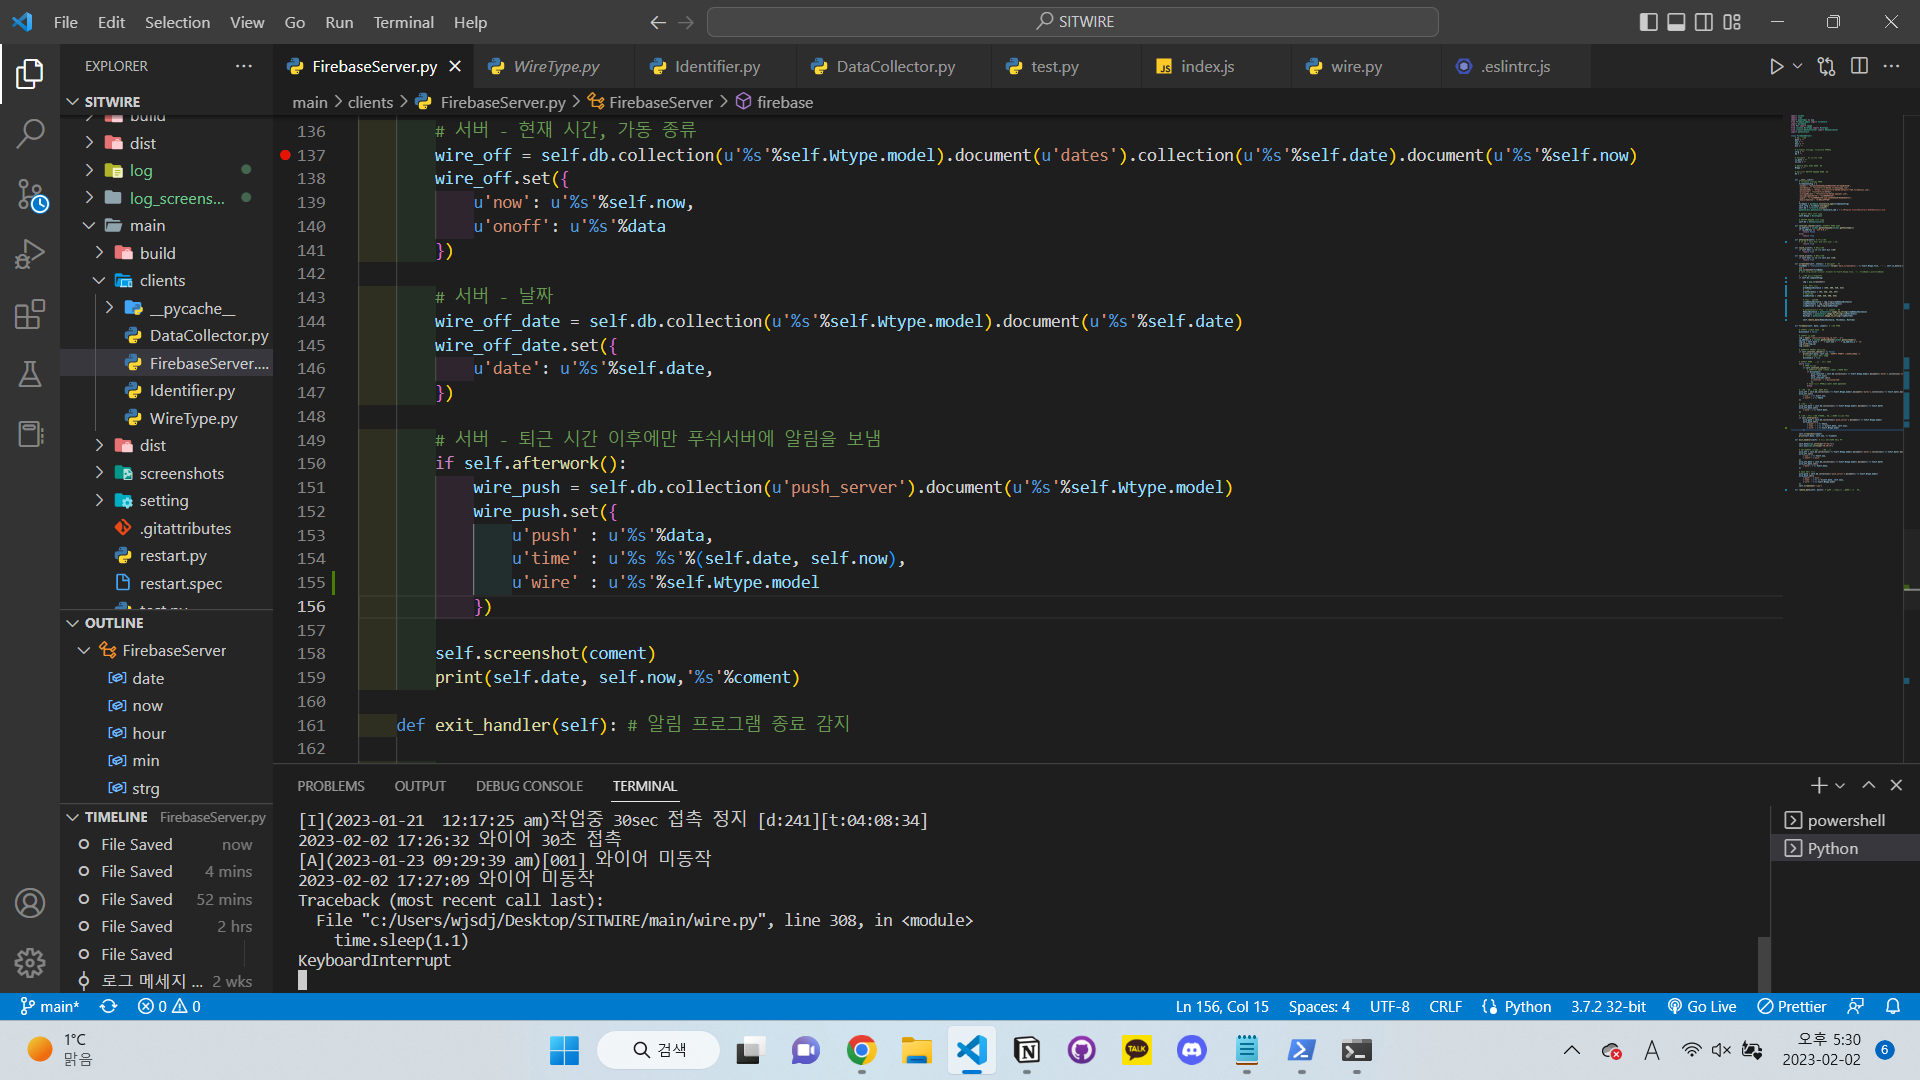 File Edit Selection View Go Run Terminal Help
SITWIRE
EXPLORER
SITWIRE
build
dist
log
log_screens...
main
build
clients
__pycache__
DataCollector.py
FirebaseServer....
Identifier.py
WireType.py
dist
screenshots
setting
.gitattributes
restart.py
restart.spec
test.py
OUTLINE
FirebaseServer
date
now
hour
min
strg
TIMELINE FirebaseServer.py
File Saved now
File Saved 4 mins
File Saved 52 mins
File Saved 2 hrs
File Saved
로그 메세지 ... 2 wks
FirebaseServer.py WireType.py Identifier.py DataCollector.py test.py index.js wire.py .eslintrc.js
main > clients > FirebaseServer.py > FirebaseServer > firebase
136 # 서버 - 현재 시간, 가동 종류
137 wire_off = self.db.collection(u'%s'%self.Wtype.model).document(u'dates').collection(u'%s'%self.date).document(u'%s'%self.now)
138 wire_off.set({
139 u'now': u'%s'%self.now,
140 u'onoff': u'%s'%data
141 })
142
143 # 서버 - 날짜
144 wire_off_date = self.db.collection(u'%s'%self.Wtype.model).document(u'%s'%self.date)
145 wire_off_date.set({
146 u'date': u'%s'%self.date,
147 })
148
149 # 서버 - 퇴근 시간 이후에만 푸쉬서버에 알림을 보냄
150 if self.afterwork():
151 wire_push = self.db.collection(u'push_server').document(u'%s'%self.Wtype.model)
152 wire_push.set({
153 u'push' : u'%s'%data,
154 u'time' : u'%s %s'%(self.date, self.now),
155 u'wire' : u'%s'%self.Wtype.model
156 })
157
158 self.screenshot(coment)
159 print(self.date, self.now,'%s'%coment)
160
161 def exit_handler(self): # 알림 프로그램 종료 감지
162
PROBLEMS OUTPUT DEBUG CONSOLE TERMINAL
[I](2023-01-21  12:17:25 am)작업중 30sec 접촉 정지 [d:241][t:04:08:34]
2023-02-02 17:26:32 와이어 30초 접촉
[A](2023-01-23 09:29:39 am)[001] 와이어 미동작
2023-02-02 17:27:09 와이어 미동작
Traceback (most recent call last):
File "c:/Users/wjsdj/Desktop/SITWIRE/main/wire.py", line 308, in <module>
time.sleep(1.1)
KeyboardInterrupt
powershell
Python
main* 0 0 Ln 156, Col 15 Spaces: 4 UTF-8 CRLF Python 3.7.2 32-bit Go Live Prettier
1°C
맑음
검색
TALK
A
오후 5:30
2023-02-02
6